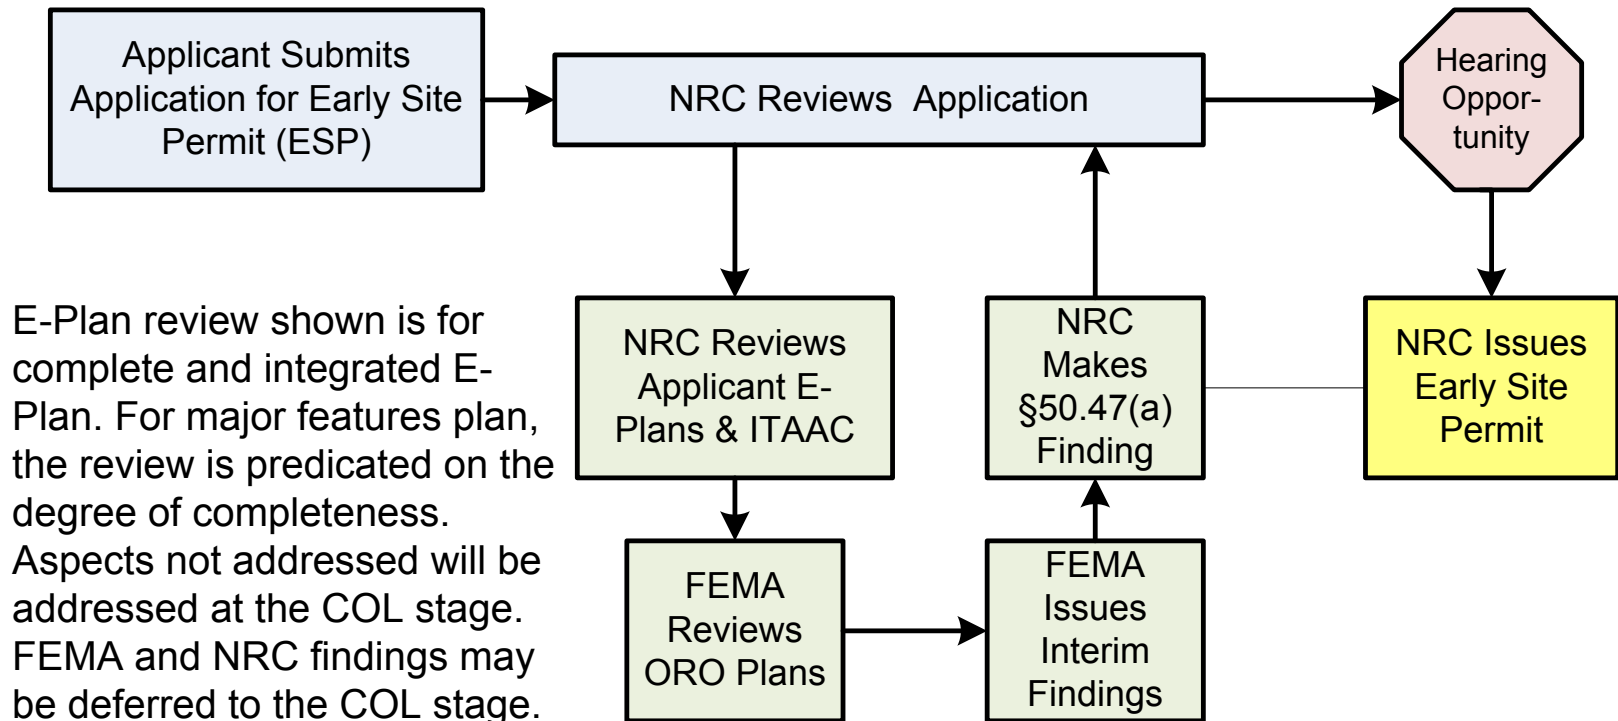 Applicant Submits
Application for Early Site
Permit (ESP)
NRC Reviews  Application
Hearing
Oppor-
tunity
E-Plan review shown is for
complete and integrated E-
Plan. For major features plan,
the review is predicated on the
degree of completeness.
Aspects not addressed will be
addressed at the COL stage.
FEMA and NRC findings may
be deferred to the COL stage.
NRC Reviews
Applicant E-
Plans & ITAAC
NRC
Makes
§50.47(a)
Finding
NRC Issues
Early Site
Permit
FEMA
Reviews
ORO Plans
FEMA
Issues
Interim
Findings